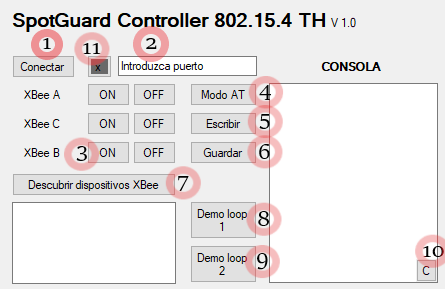 SpotGuard Controller 802.15.4 TH V 1.0
1 11 2
Conectar x Introduzca puerto CONSOLA
XBee A ON OFF Modo AT 4
XBee C ON OFF Escribir 5
XBee B 3 ON OFF Guardar 6
Descubrir dispositivos XBee 7
Demo loop 8
1
Demo loop 9
2
10
C